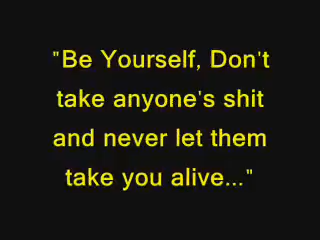 "Be Yourself, Don't
take anyone's shit
and never let them
take you alive..."